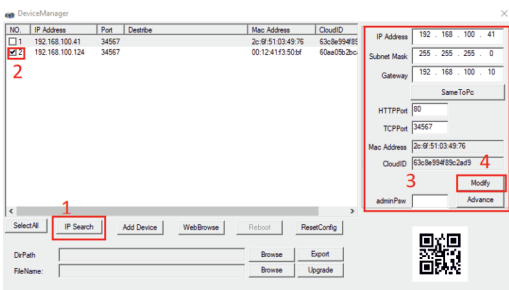 DeviceManager
NO. IP Address Port Destribe Mac Address CloudID
1 192.168.100.41 34567 2c:6f:51:03:49:76 63c8e994f89
2 192.168.100.124 34567 00:12:41:f3:50:bf 60aa05b2bc
2
IP Address 192 . 168 . 100 . 41
Subnet Mask 255 . 255 . 255 . 0
Gateway 192 . 168 . 100 . 10
SameToPc
HTTPPort 80
TCPPort 34567
Mac Address 2c:6f:51:03:49:76
CloudID 63c8e994f89c2ad9
4
3
Modify
adminPsw Advance
1
SelectAll IP Search Add Device WebBrowse Reboot ResetConfig
DirPath Browse Export
FileName: Browse Upgrade